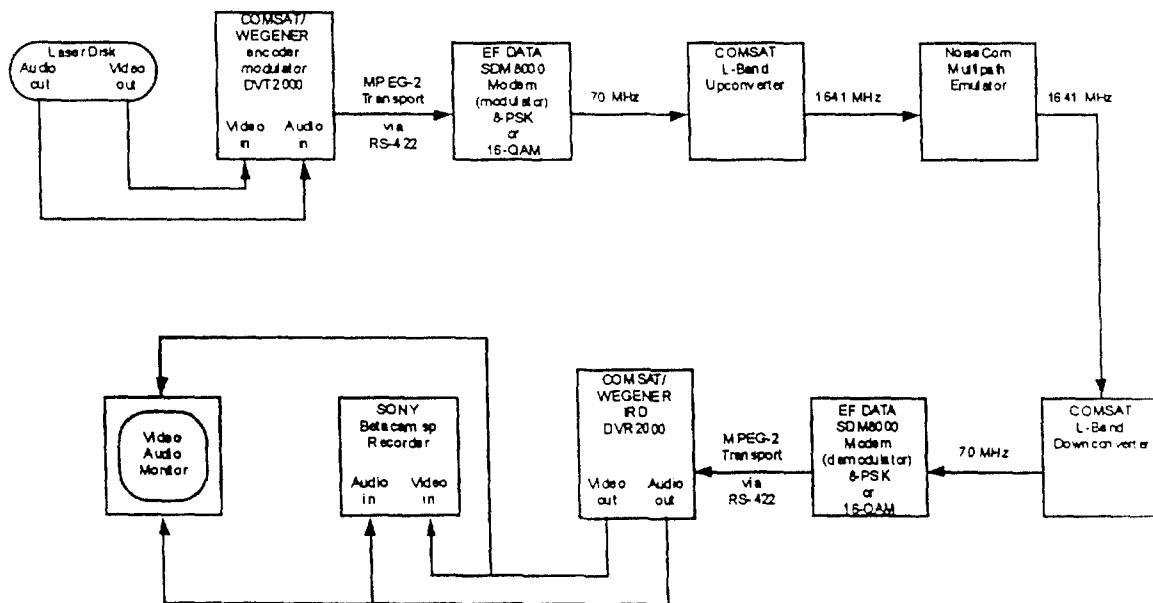 Laser Disk
Audio Video
out out
COMSAT/
WEGENER
encoder
modulator
DVT2000
Video Audio
in in
MPEG-2
Transport
via
RS-422
EF DATA
SDM8000
Modem
(modulator)
8-PSK
or
16-QAM
70 MHz
COMSAT
L-Band
Upconverter
1641 MHz
NoiseCom
Multipath
Emulator
1641 MHz
Video
Audio
Monitor
SONY
Betacam sp
Recorder
Audio Video
in in
COMSAT/
WEGENER
IRD
DVR2000
Video Audio
out out
MPEG-2
Transport
via
RS-422
EF DATA
SDM8000
Modem
(demodulator)
8-PSK
or
16-QAM
70 MHz
COMSAT
L-Band
Downconverter